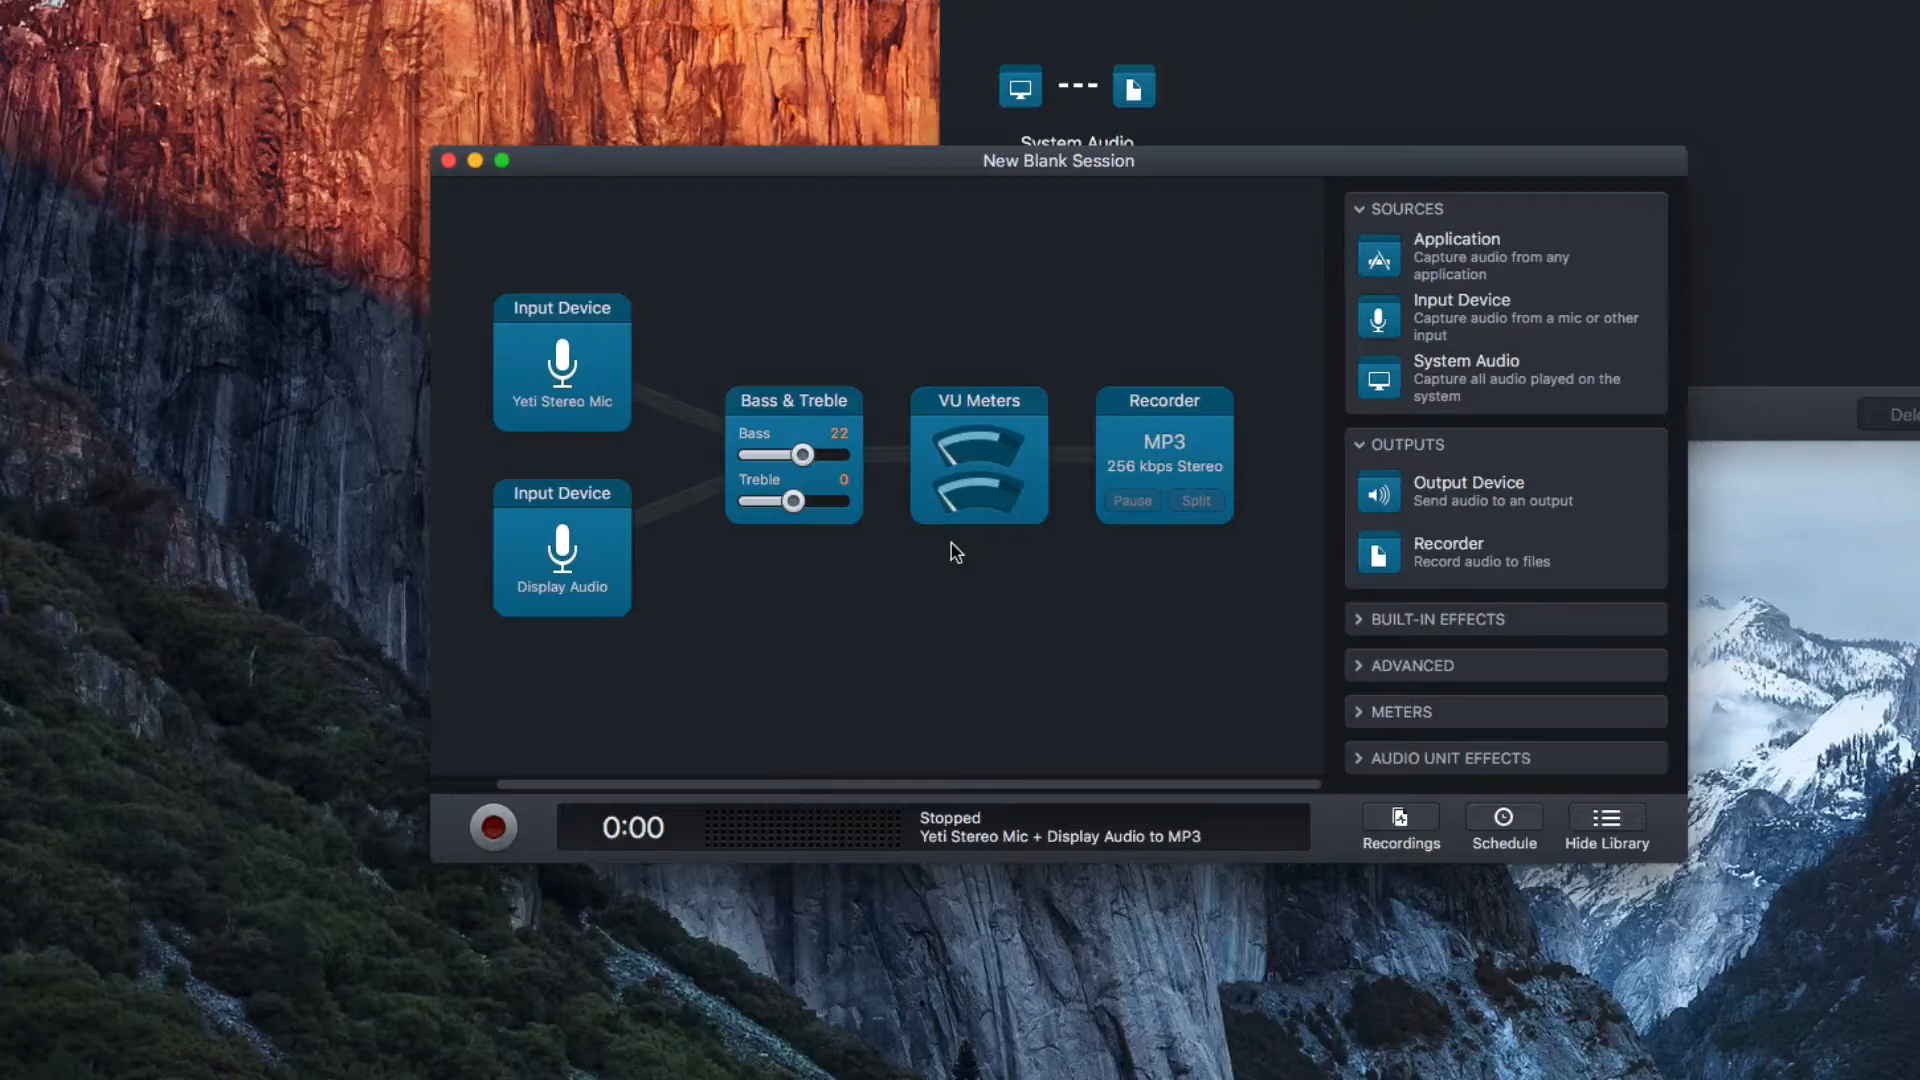 System Audio
New Blank Session
Input Device
Yeti Stereo Mic
Input Device
Display Audio
Bass & Treble
Bass 22
Treble 0
VU Meters
Recorder
MP3
256 kbps Stereo
Pause Split
SOURCES
Application
Capture audio from any
application
Input Device
Capture audio from a mic or other
input
System Audio
Capture all audio played on the
system
OUTPUTS
Output Device
Send audio to an output
Recorder
Record audio to files
BUILT-IN EFFECTS
ADVANCED
METERS
AUDIO UNIT EFFECTS
Dele
0:00
Stopped
Yeti Stereo Mic + Display Audio to MP3
Recordings
Schedule
Hide Library